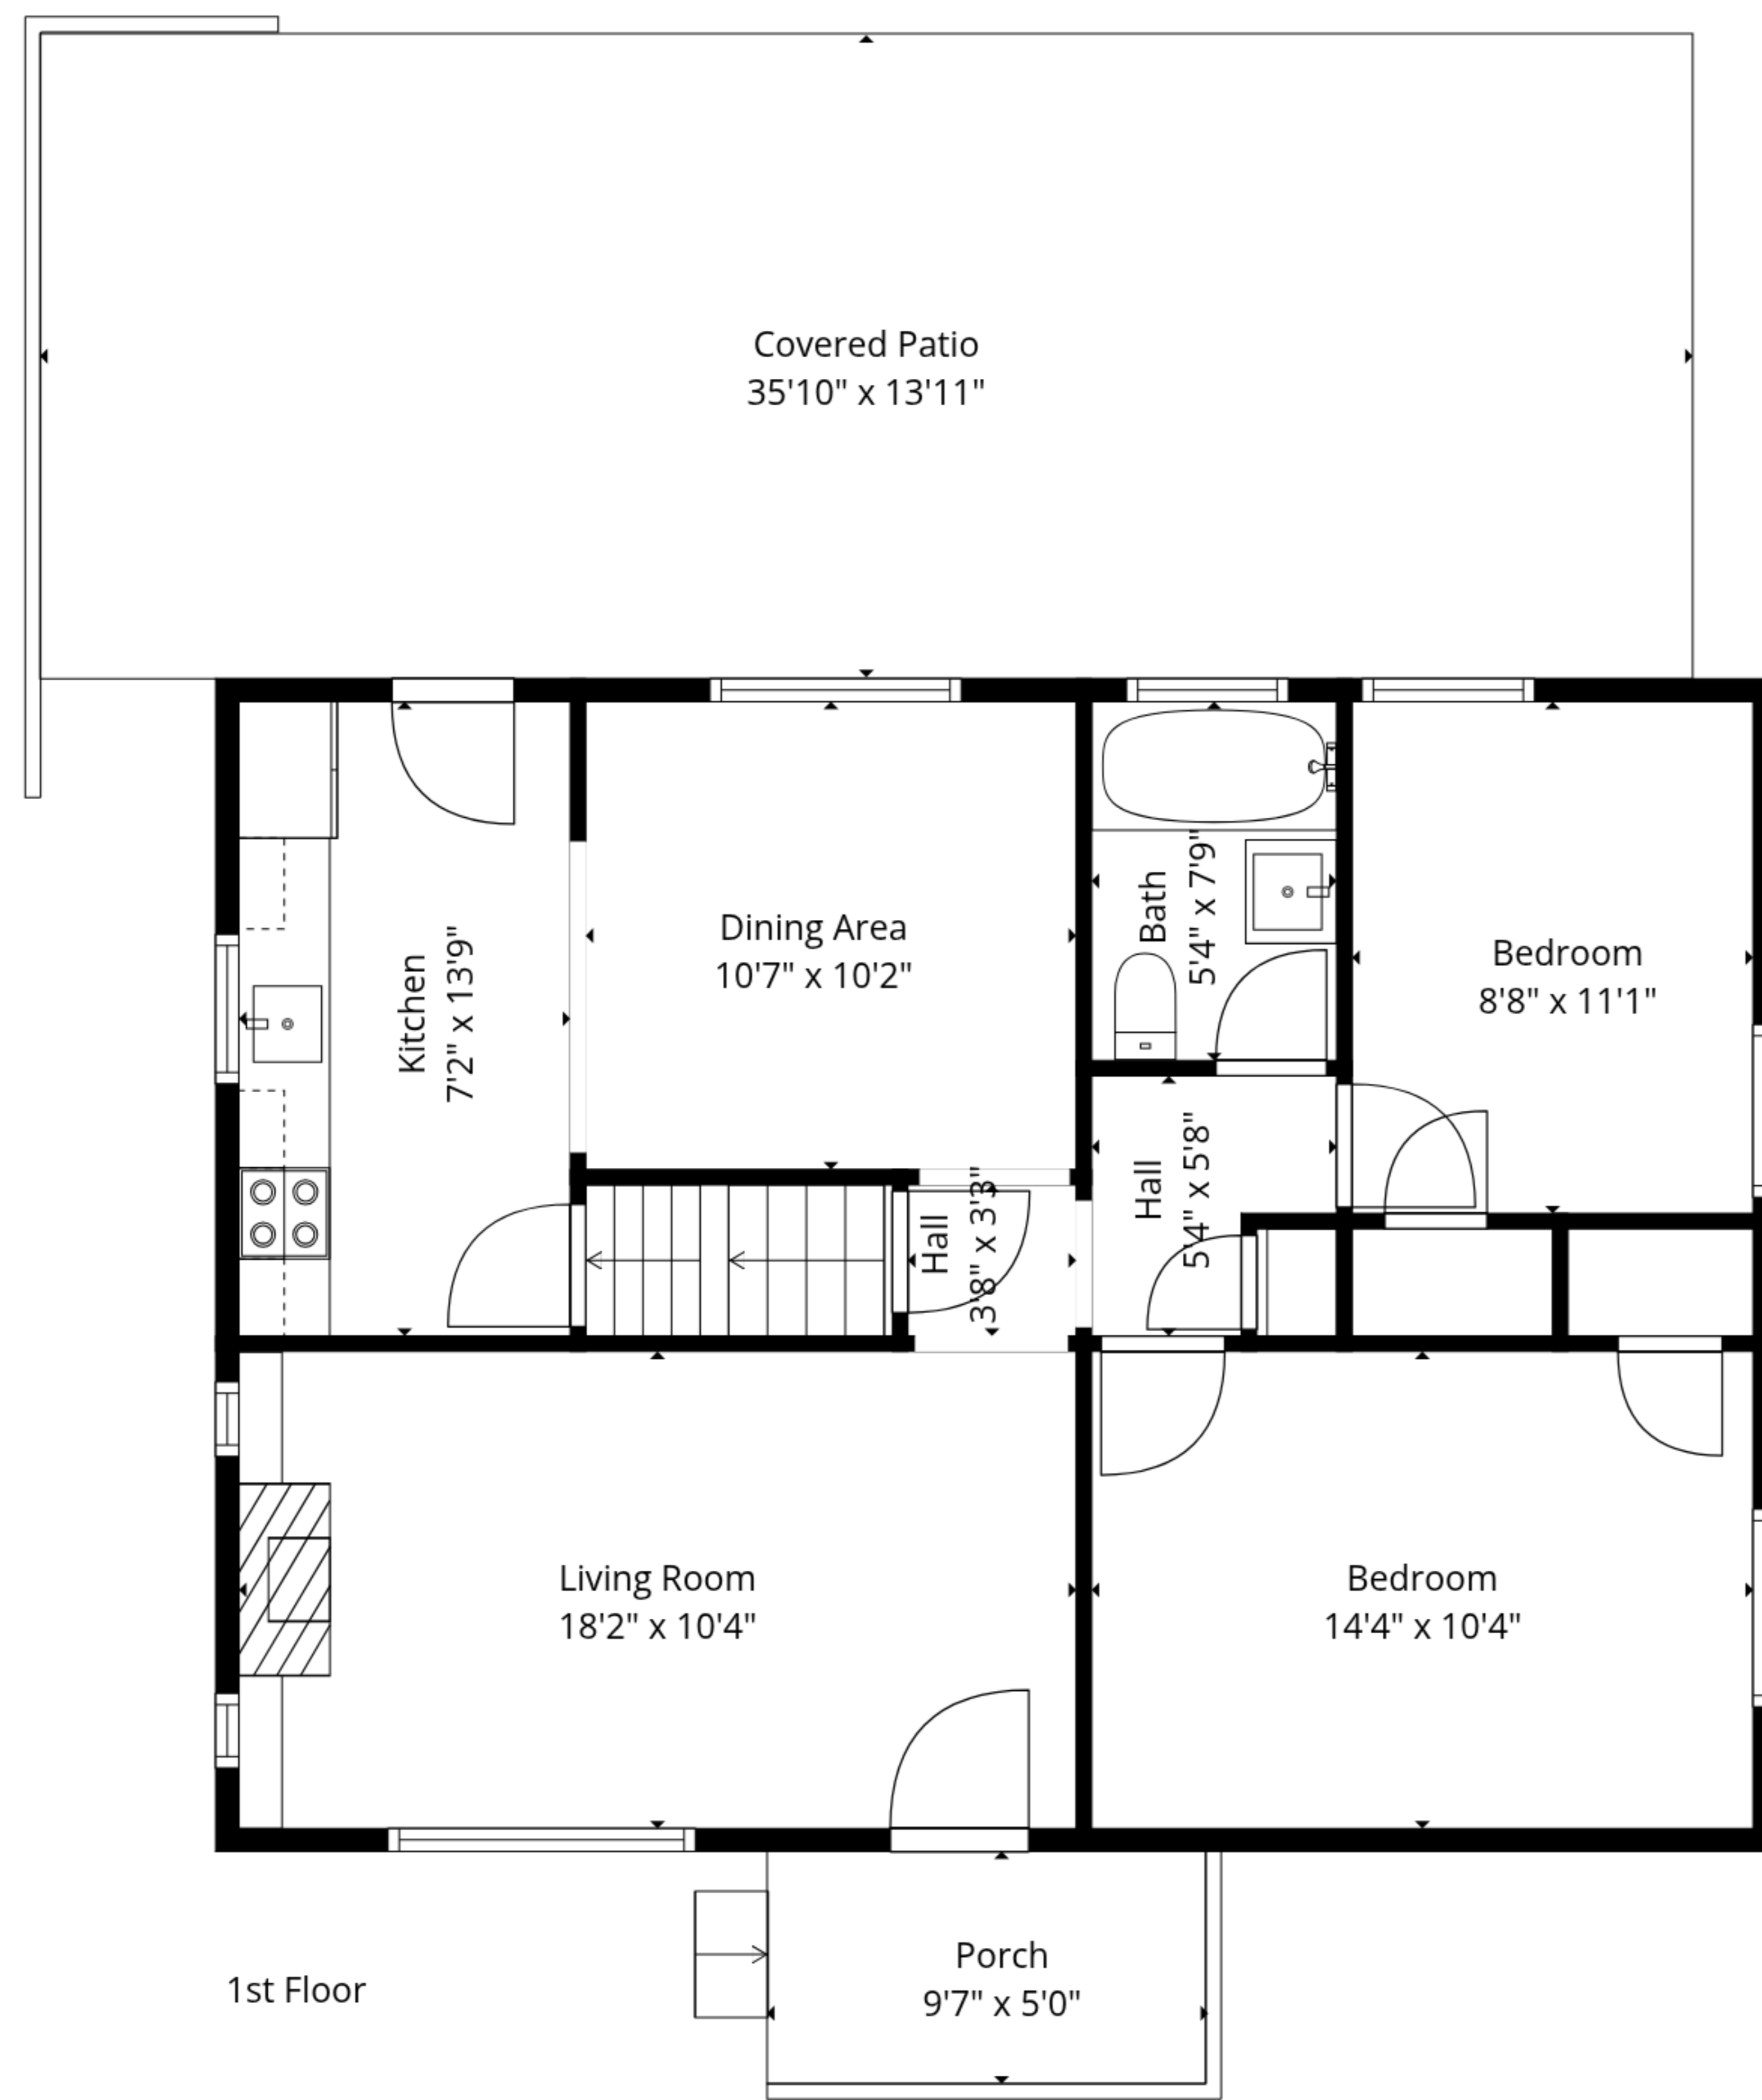 Covered Patio
35'10" x 13'11"
Kitchen
7'2" x 13'9"
Dining Area
10'7" x 10'2"
Bath
5'4" x 7'9"
Bedroom
8'8" x 11'1"
Hall
3'8" x 3'3"
Hall
5'4" x 5'8"
Living Room
18'2" x 10'4"
Bedroom
14'4" x 10'4"
Porch
9'7" x 5'0"
1st Floor